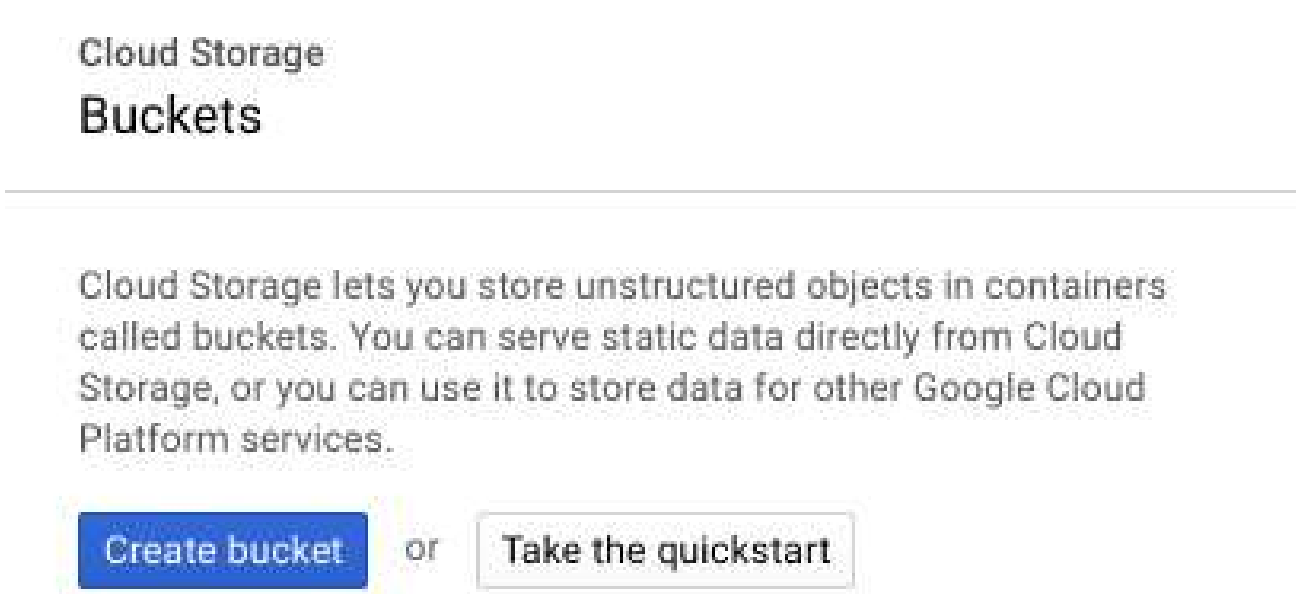 Cloud Storage
Buckets
Cloud Storage lets you store unstructured objects in containers
called buckets. You can serve static data directly from Cloud
Storage, or you can use it to store data for other Google Cloud
Platform services.
Create bucket or Take the quickstart